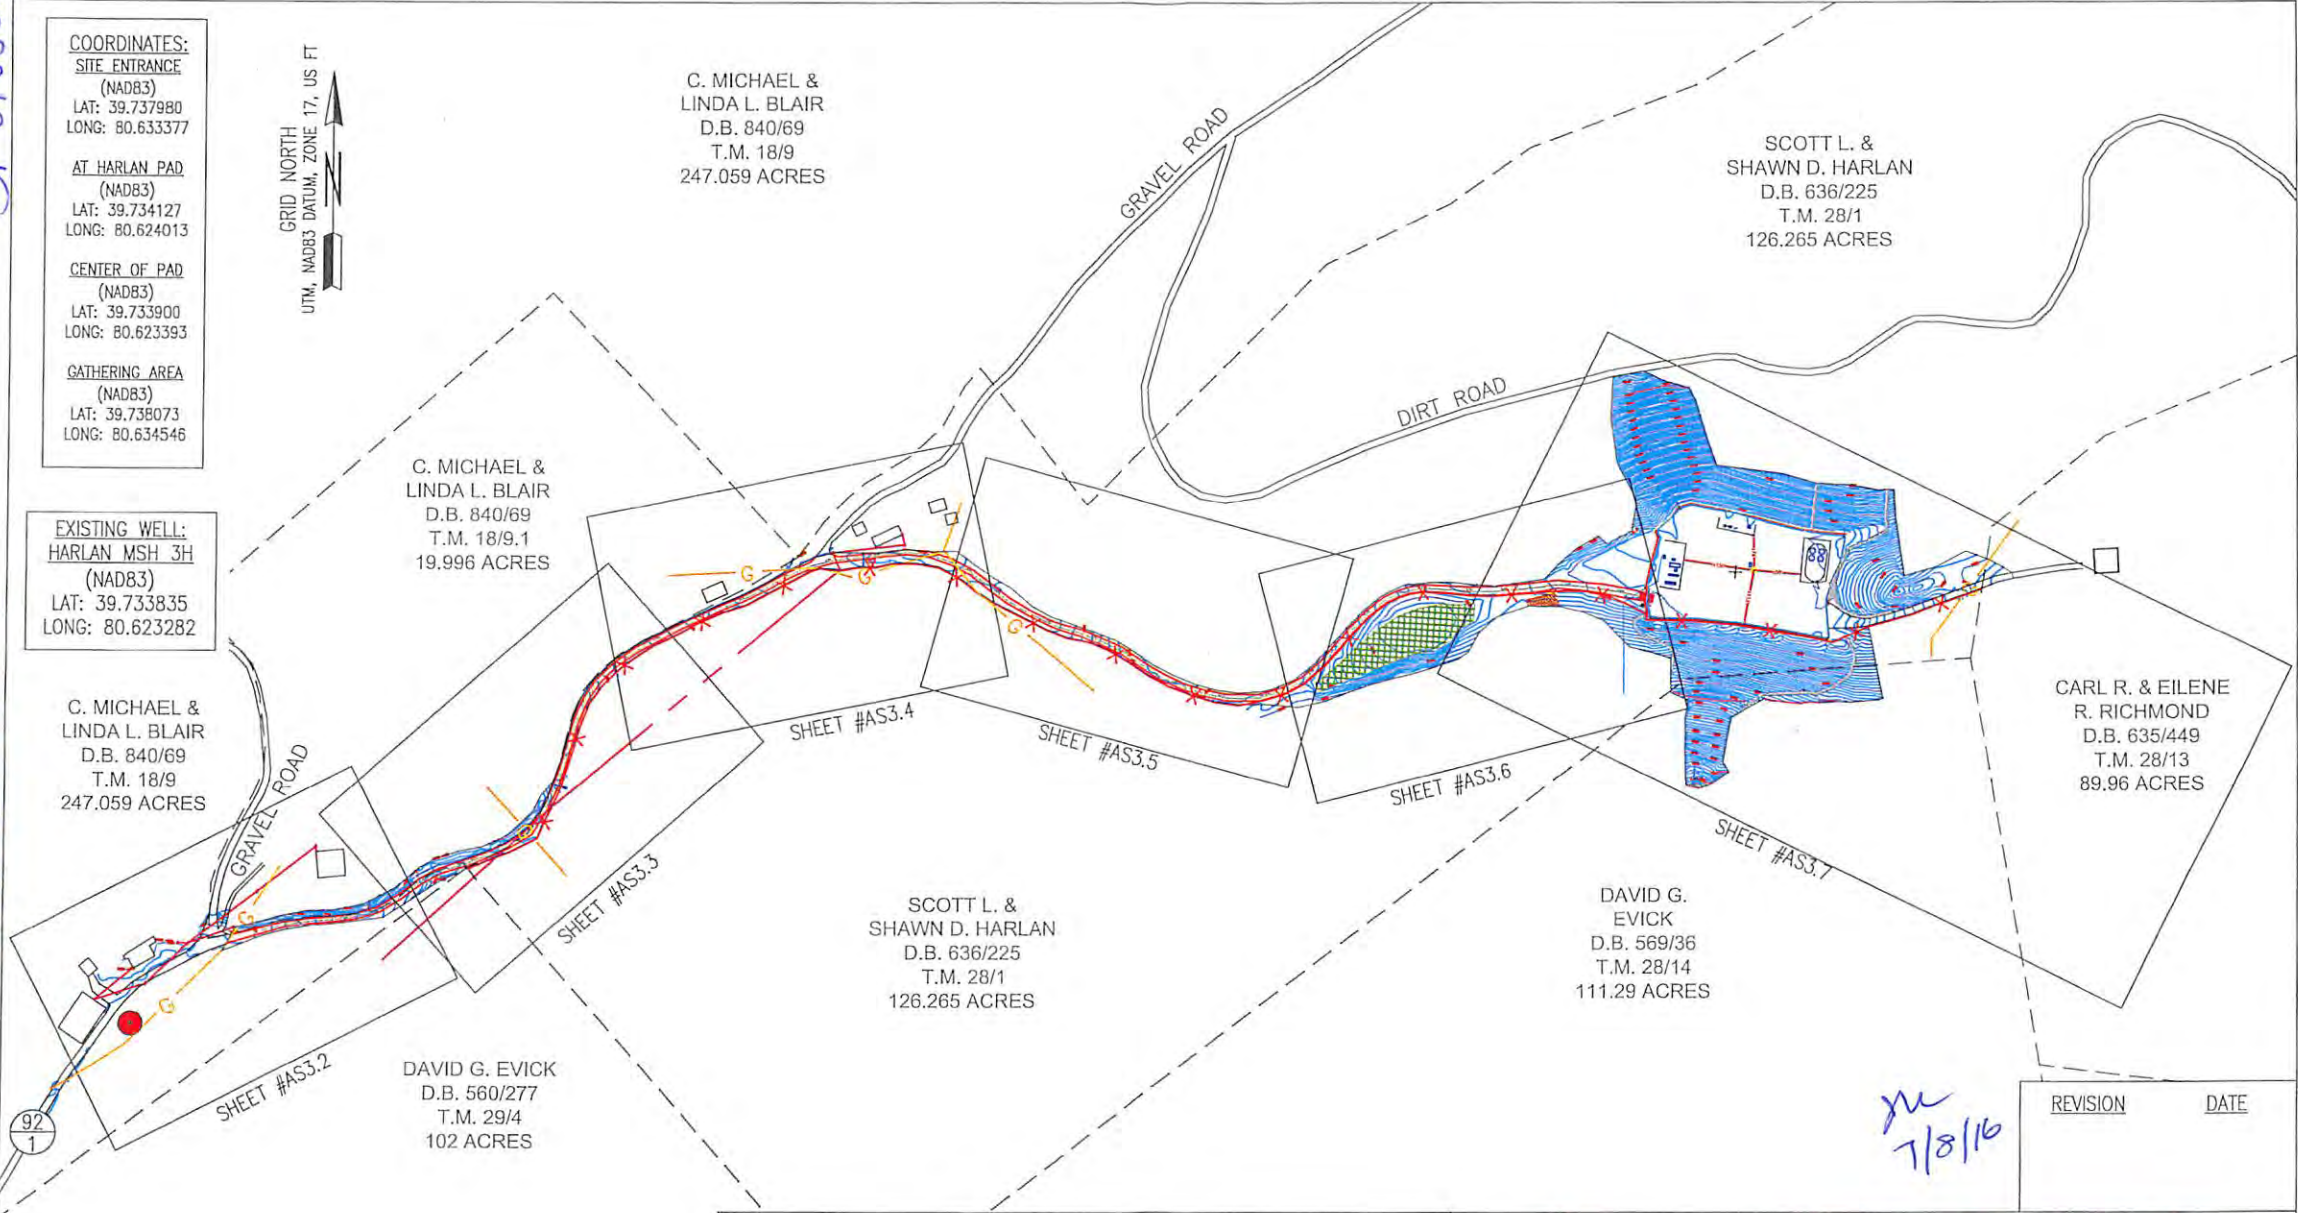 COORDINATES:
SITE ENTRANCE
(NAD83)
LAT: 39.737980
LONG: 80.633377
AT HARLAN PAD
(NAD83)
LAT: 39.734127
LONG: 80.624013
CENTER OF PAD
(NAD83)
LAT: 39.733900
LONG: 80.623393
GATHERING AREA
(NAD83)
LAT: 39.738073
LONG: 80.634546
EXISTING WELL:
HARLAN MSH 3H
(NAD83)
LAT: 39.733835
LONG: 80.623282
GRID NORTH
UTM, NAD83 DATUM, ZONE 17, US FT
N
C. MICHAEL &
LINDA L. BLAIR
D.B. 840/69
T.M. 18/9
247.059 ACRES
GRAVEL ROAD
SCOTT L. &
SHAWN D. HARLAN
D.B. 636/225
T.M. 28/1
126.265 ACRES
DIRT ROAD
C. MICHAEL &
LINDA L. BLAIR
D.B. 840/69
T.M. 18/9.1
19.996 ACRES
G
G
G
SHEET #AS3.4
SHEET #AS3.5
SHEET #AS3.6
SHEET #AS3.7
CARL R. & EILENE
R. RICHMOND
D.B. 635/449
T.M. 28/13
89.96 ACRES
C. MICHAEL &
LINDA L. BLAIR
D.B. 840/69
T.M. 18/9
247.059 ACRES
GRAVEL ROAD
G
G
G
SHEET #AS3.3
SHEET #AS3.2
SCOTT L. &
SHAWN D. HARLAN
D.B. 636/225
T.M. 28/1
126.265 ACRES
DAVID G.
EVICK
D.B. 569/36
T.M. 28/14
111.29 ACRES
DAVID G. EVICK
D.B. 560/277
T.M. 29/4
102 ACRES
92
1
7/8/16
REVISION DATE